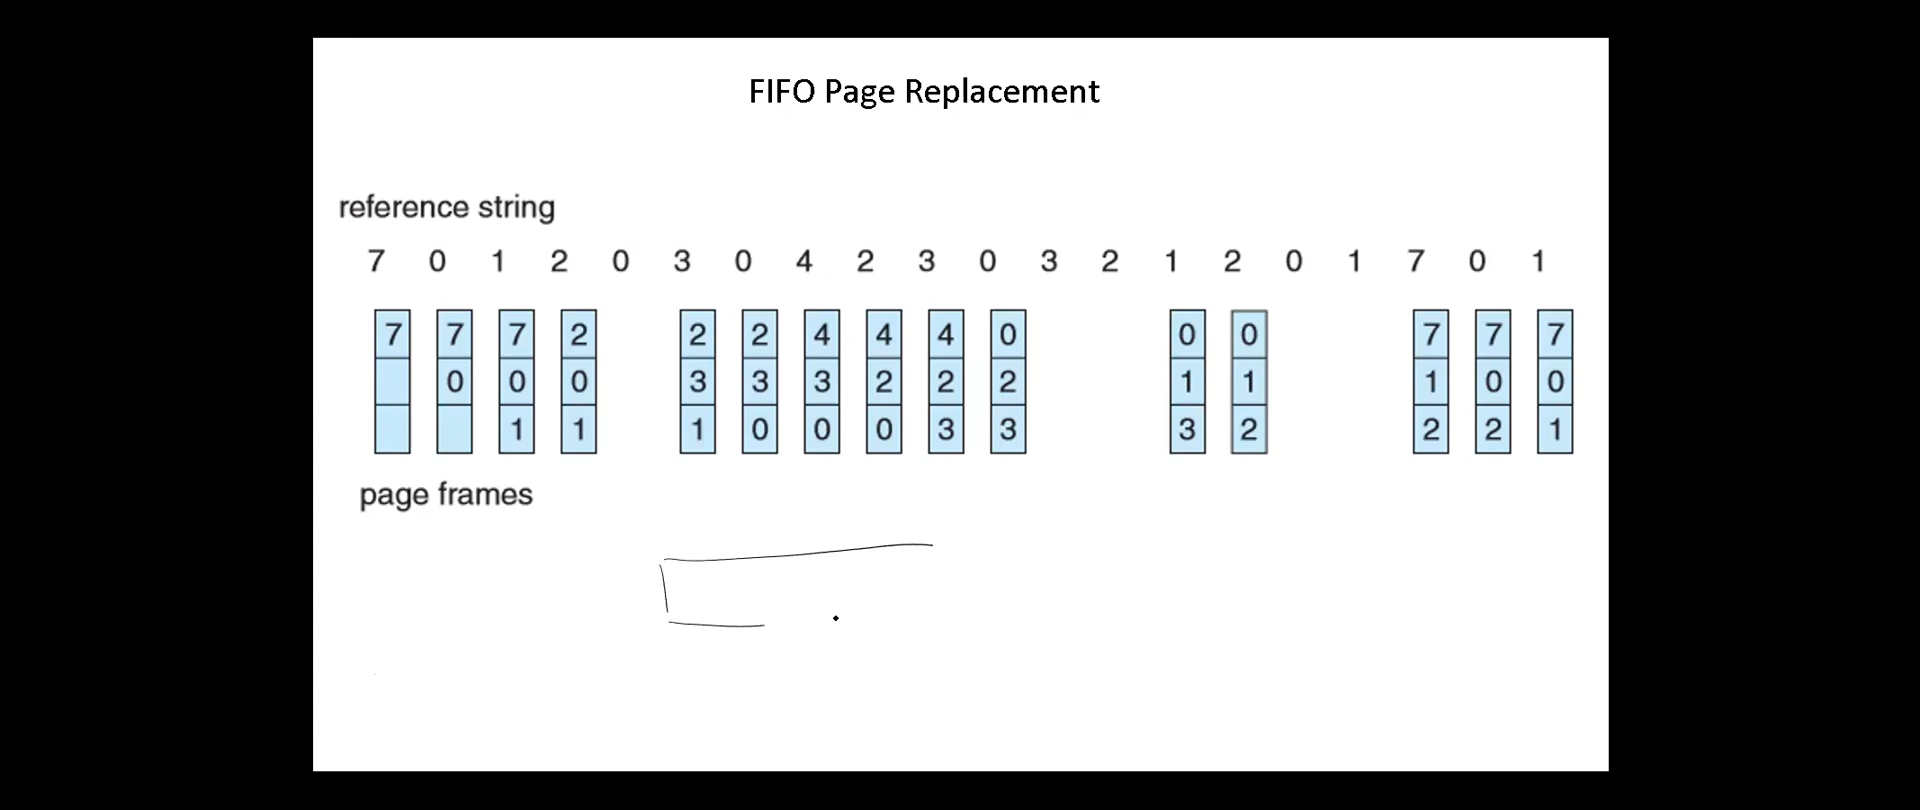 FIFO Page Replacement
reference string
7 0 1 2 0 3 0 4 2 3 0 3 2 1 2 0 1 7 0 1
7 7 7 2 2 2 4 4 4 0 0 0 7 7 7
0 0 0 3 3 3 2 2 2 1 1 1 0 0
1 1 1 0 0 0 3 3 3 2 2 2 1
page frames